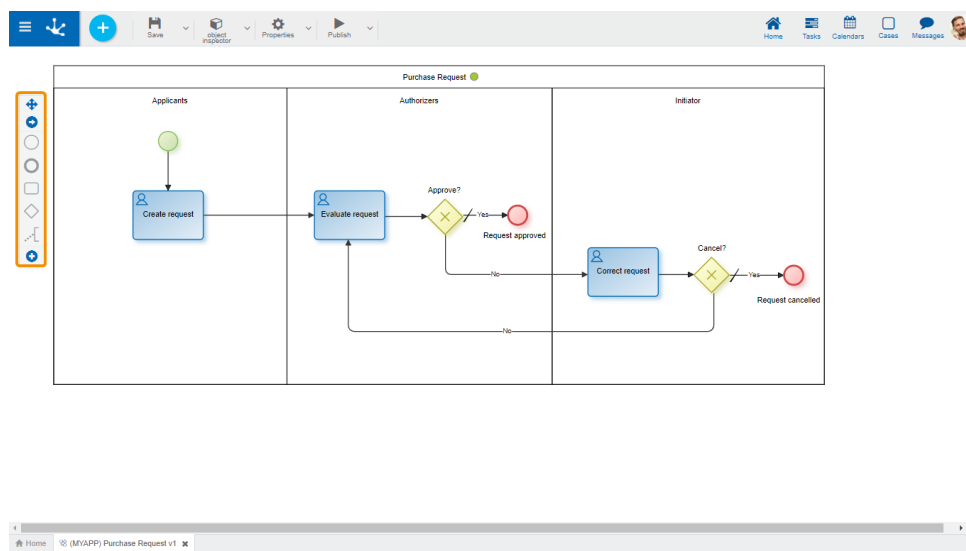 Save
object
inspector
Properties
Publish
Home
Tasks
Calendars
Cases
Messages
Purchase Request
Applicants
Authorizers
Initiator
Create request
Evaluate request
Approve?
Yes
Request approved
No
Correct request
Cancel?
Yes
Request cancelled
No
Home
(MYAPP) Purchase Request v1